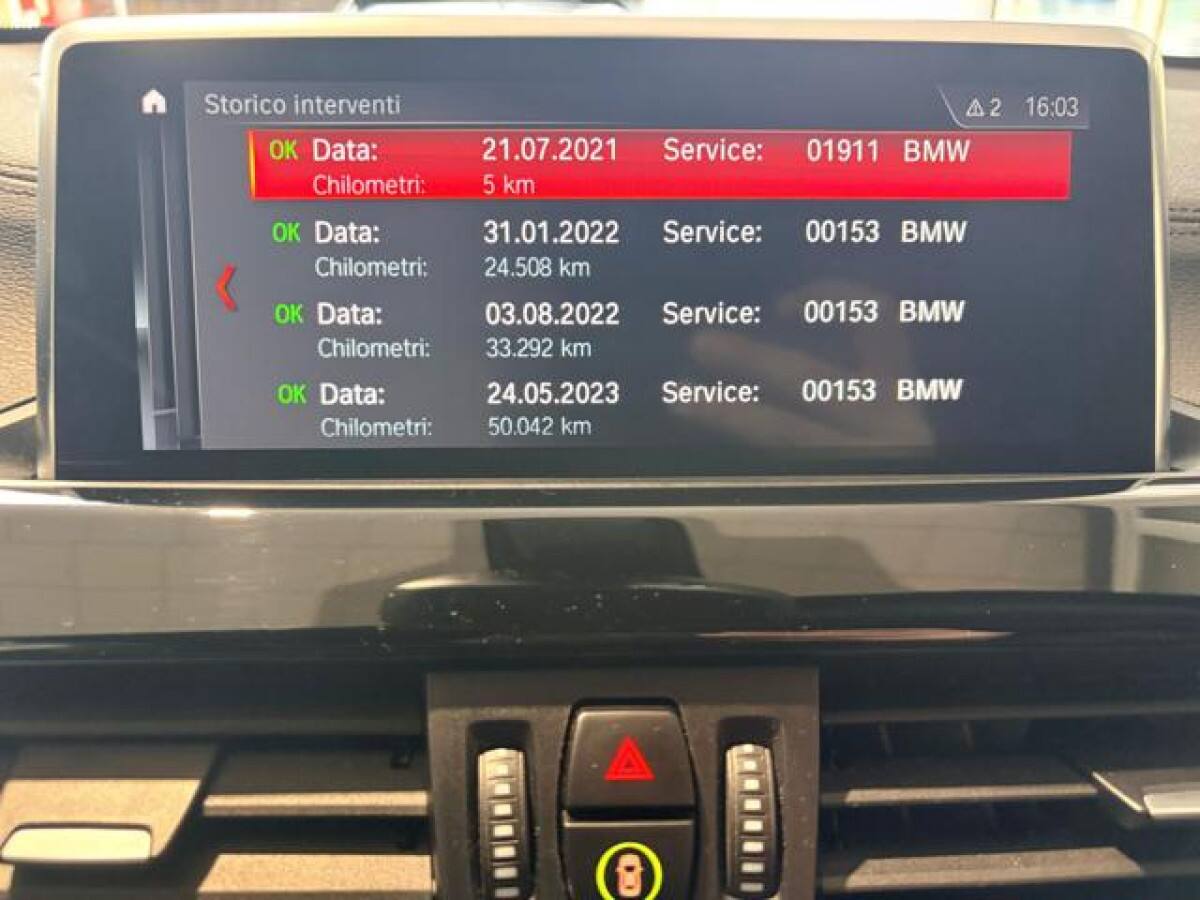 Storico interventi 2 16:03
OK Data: 21.07.2021 Service: 01911 BMW
Chilometri: 5 km
OK Data: 31.01.2022 Service: 00153 BMW
Chilometri: 24.508 km
OK Data: 03.08.2022 Service: 00153 BMW
Chilometri: 33.292 km
OK Data: 24.05.2023 Service: 00153 BMW
Chilometri: 50.042 km